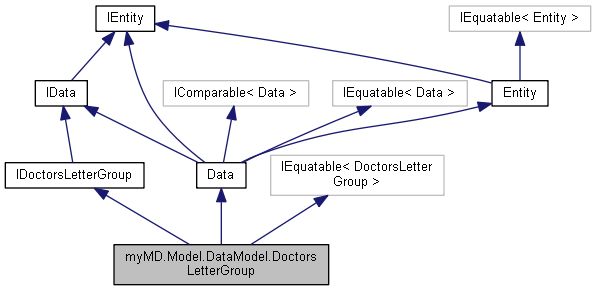 IEntity
IEquatable< Entity >
IData
IComparable< Data >
IEquatable< Data >
Entity
IDoctorsLetterGroup
Data
IEquatable< DoctorsLetter
Group >
myMD.Model.DataModel.Doctors
LetterGroup